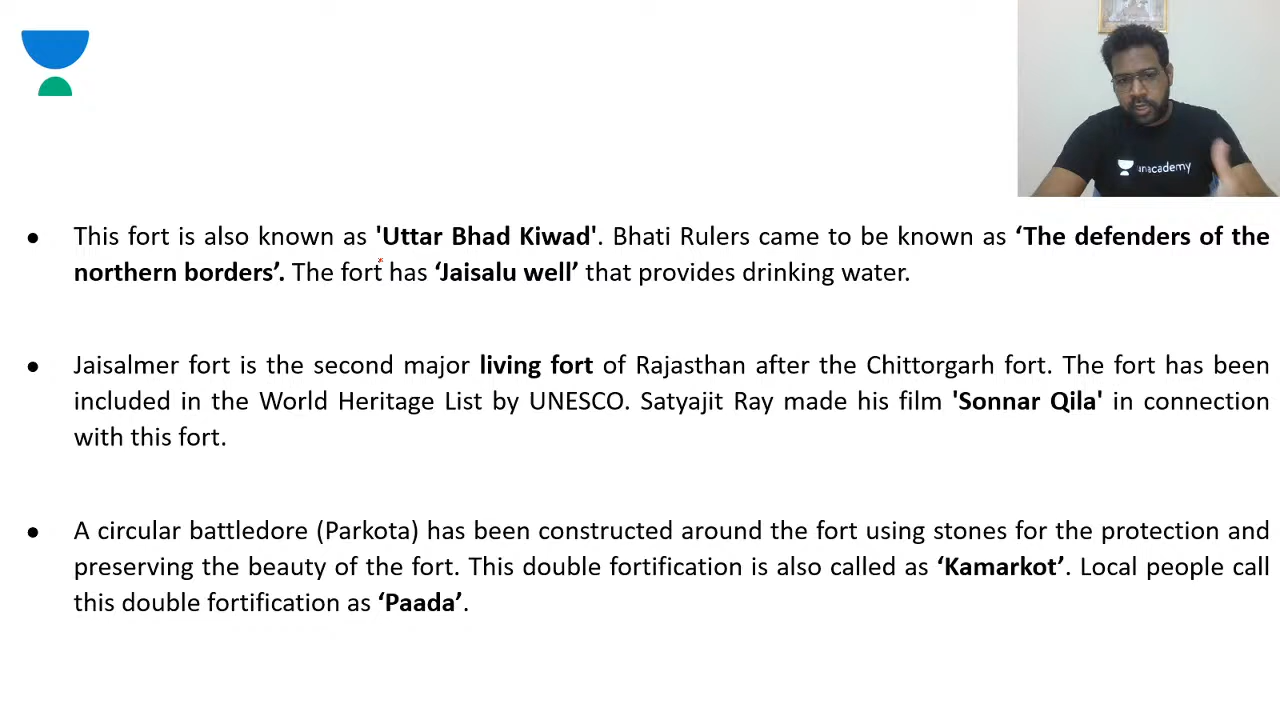 unacademy
This fort is also known as 'Uttar Bhad Kiwad'. Bhati Rulers came to be known as ‘The defenders of the
northern borders’. The fort has ‘Jaisalu well’ that provides drinking water.
Jaisalmer fort is the second major living fort of Rajasthan after the Chittorgarh fort. The fort has been
included in the World Heritage List by UNESCO. Satyajit Ray made his film 'Sonnar Qila' in connection
with this fort.
A circular battledore (Parkota) has been constructed around the fort using stones for the protection and
preserving the beauty of the fort. This double fortification is also called as ‘Kamarkot’. Local people call
this double fortification as ‘Paada’.